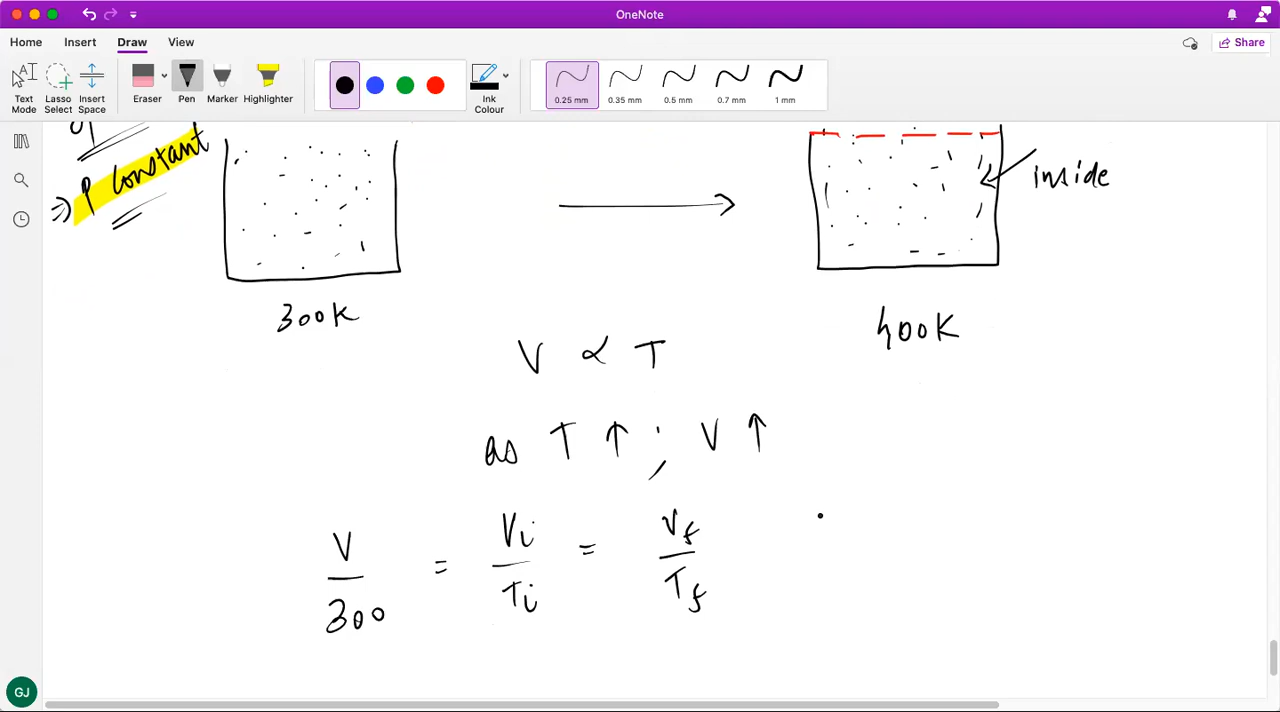 OneNote
Home Insert Draw View
Share
Text Mode
Lasso Select
Insert Space
Eraser
Pen
Marker
Highlighter
Ink Colour
0.25 mm
0.35 mm
0.5 mm
0.7 mm
1 mm
⇒ P Constant
inside
300K
400K
V ∝ T
as T ↑ ; V ↑
V/300 = Vi/Ti = Vf/Tf
GJ